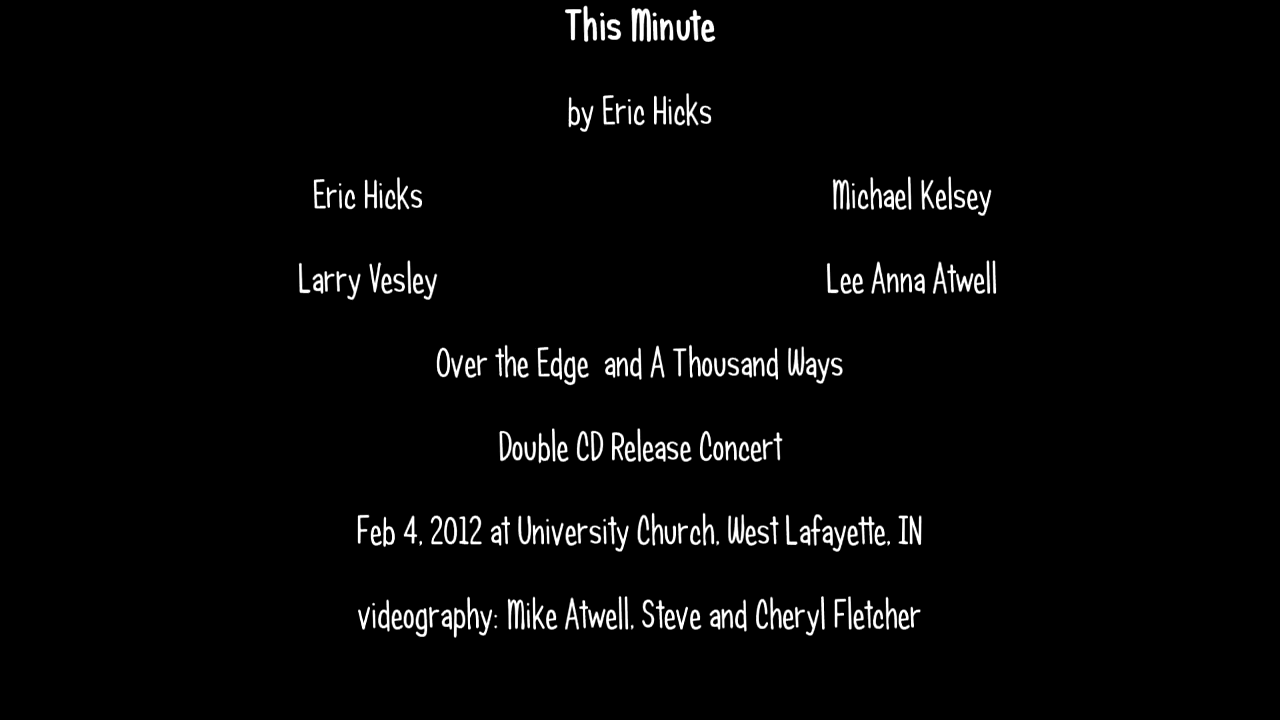 This Minute
by Eric Hicks
Eric Hicks Michael Kelsey
Larry Vesley Lee Anna Atwell
Over the Edge and A Thousand Ways
Double CD Release Concert
Feb 4, 2012 at University Church, West Lafayette, IN
videography: Mike Atwell, Steve and Cheryl Fletcher